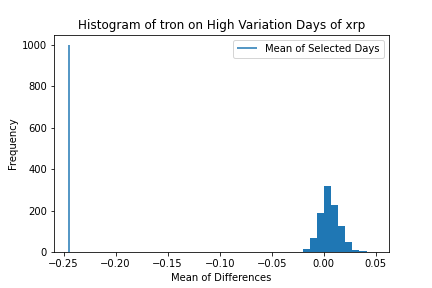 Histogram of tron on High Variation Days of xrp
1000
800
600
400
200
0
Frequency
Mean of Selected Days
−0.25 −0.20 −0.15 −0.10 −0.05 0.00 0.05
Mean of Differences